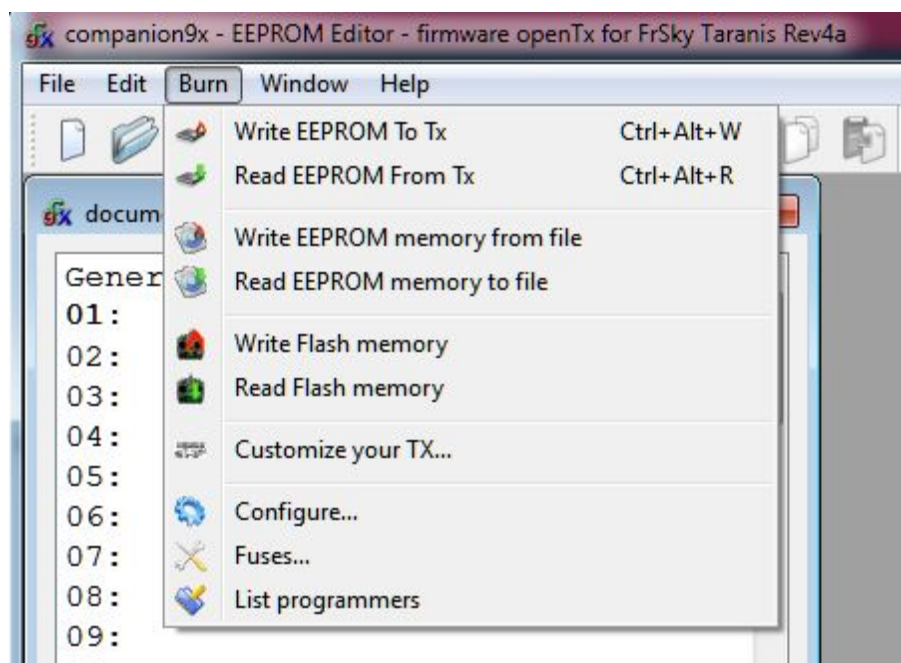 companion9x - EEPROM Editor - firmware openTx for FrSky Taranis Rev4a
File Edit Burn Window Help
Write EEPROM To Tx Ctrl+Alt+W
Read EEPROM From Tx Ctrl+Alt+R
docum
Write EEPROM memory from file
Gener
Read EEPROM memory to file
01:
Write Flash memory
02:
Read Flash memory
03:
04:
Customize your TX...
05:
06:
Configure...
07:
Fuses...
08:
List programmers
09: